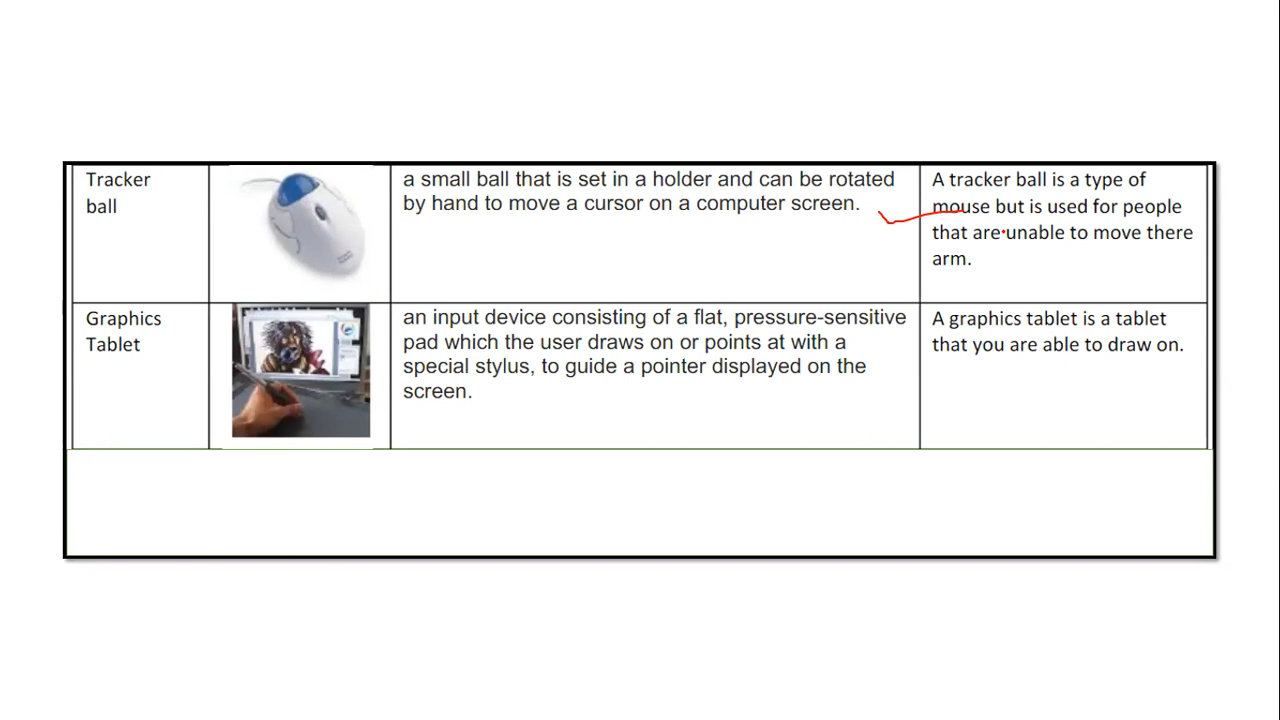 Tracker
ball
a small ball that is set in a holder and can be rotated
by hand to move a cursor on a computer screen.
A tracker ball is a type of
mouse but is used for people
that are unable to move there
arm.
Graphics
Tablet
an input device consisting of a flat, pressure-sensitive
pad which the user draws on or points at with a
special stylus, to guide a pointer displayed on the
screen.
A graphics tablet is a tablet
that you are able to draw on.